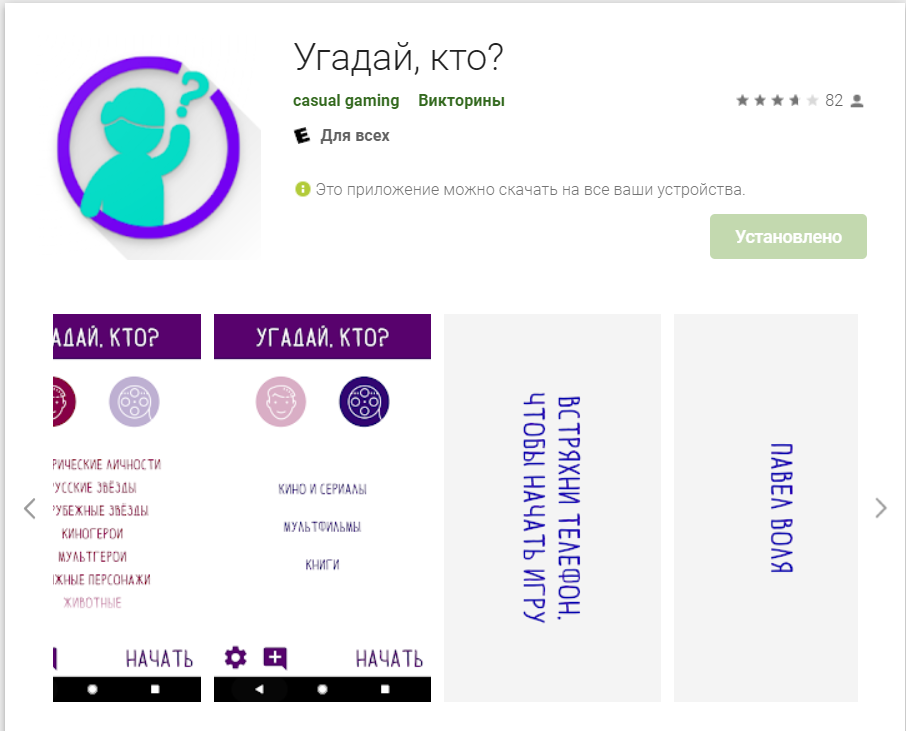 Угадай, кто?
casual gaming Викторины
82
Для всех
Это приложение можно скачать на все ваши устройства.
Установлено
АДАЙ, КТО?
РИЧЕСКИЕ ЛИЧНОСТИ
УССКИЕ ЗВЁЗДЫ
РУБЕЖНЫЕ ЗВЁЗДЫ
КИНОГЕРОИ
МУЛЬТГЕРОИ
ЖНЫЕ ПЕРСОНАЖИ
ЖИВОТНЫЕ
НАЧАТЬ
УГАДАЙ, КТО?
КИНО И СЕРИАЛЫ
МУЛЬТФИЛЬМЫ
КНИГИ
НАЧАТЬ
ВСТРЯХНИ ТЕЛЕФОН,
ЧТОБЫ НАЧАТЬ ИГРУ
ПАВЕЛ ВОЛЯ